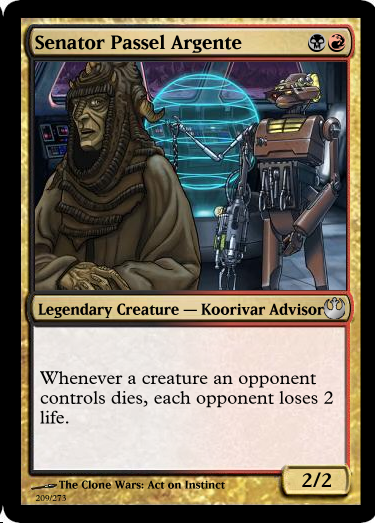 Senator Passel Argente
Legendary Creature — Koorivar Advisor
Whenever a creature an opponent
controls dies, each opponent loses 2
life.
The Clone Wars: Act on Instinct
209/273
2/2